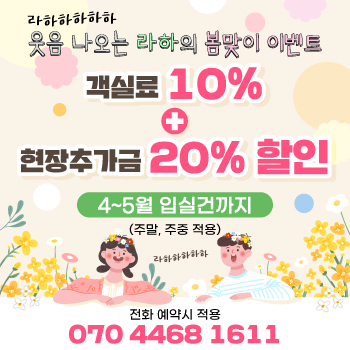 라하하하하하
웃음 나오는 라하의 봄맞이 이벤트
객실료 10%
+
현장추가금 20% 할인
4~5월 입실건까지
(주말, 주중 적용)
라하하하하하
전화 예약시 적용
070 4468 1611